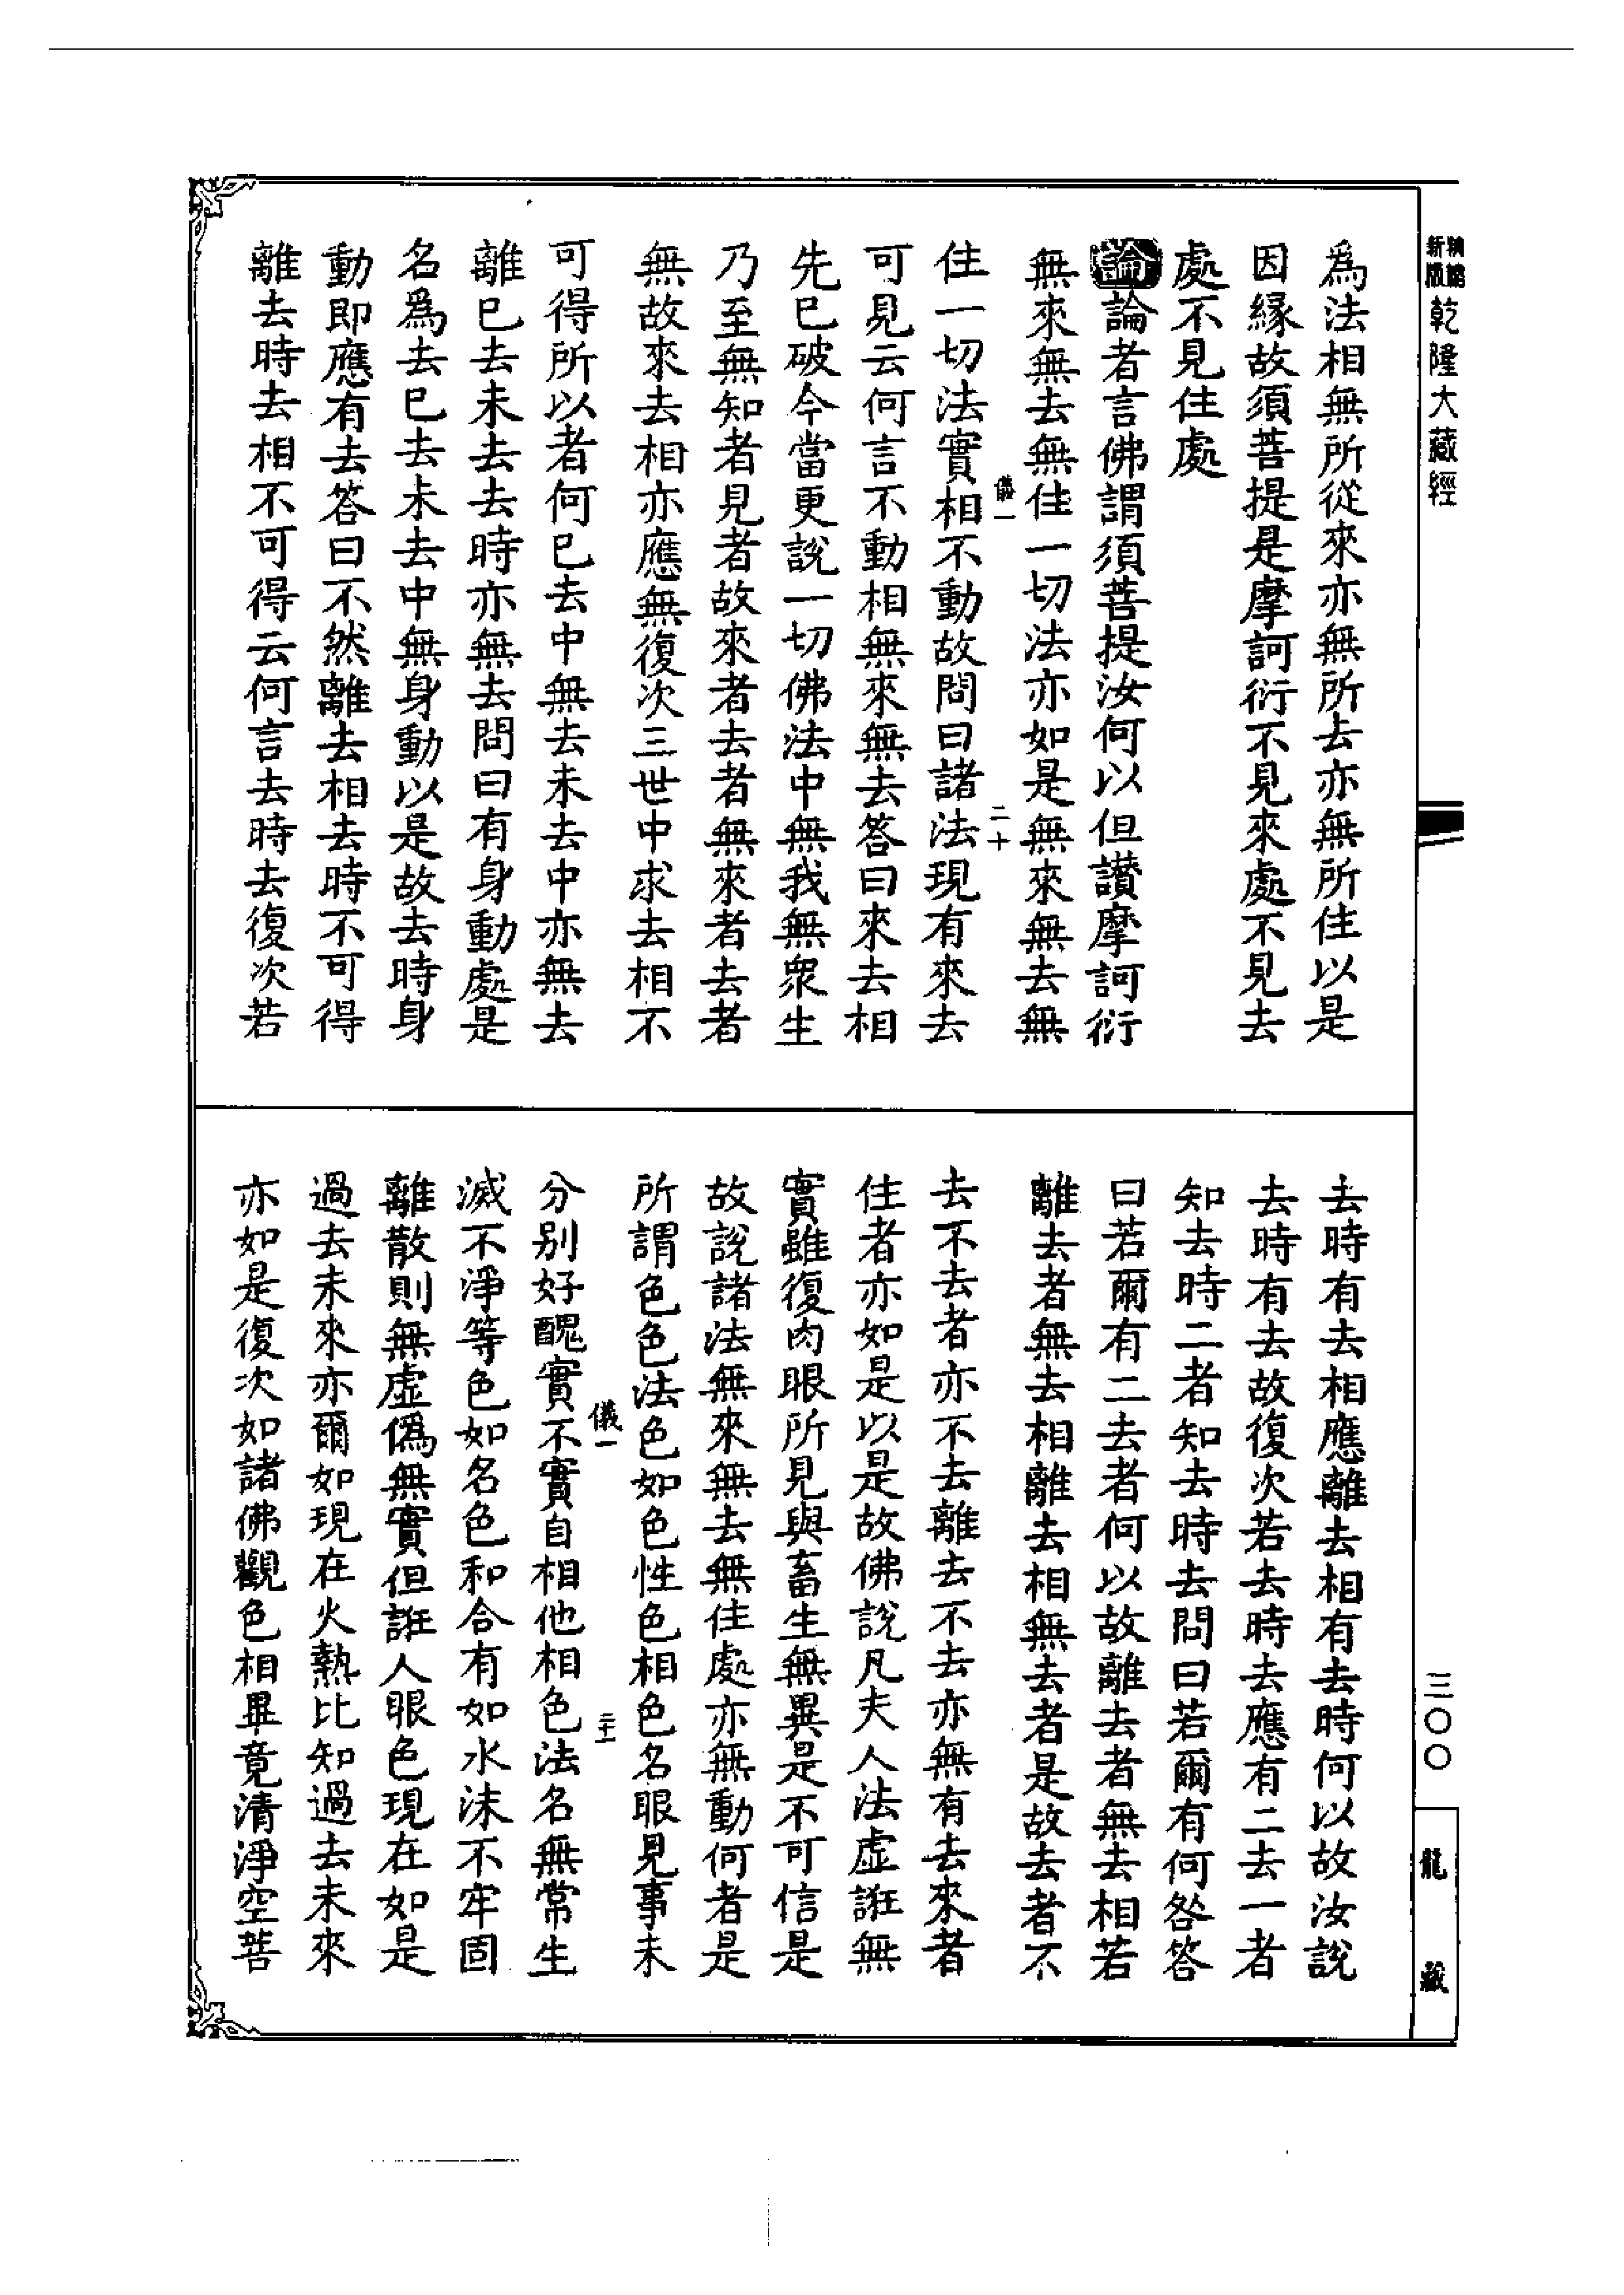 新編
縮版
乾隆大藏經
為法相無所從來亦無所去亦無所住以是
因緣故須菩提是摩訶衍不見來處不見去
處不見住處
論論者言佛謂須菩提汝何以但讚摩訶衍
無來無去無住一切法亦如是無來無去無
儀一
二十
住一切法實相不動故問曰諸法現有來去
可見云何言不動相無來無去答曰來去相
先已破今當更說一切佛法中無我無眾生
乃至無知者見者故來者去者無來者去者
無故來去相亦應無復次三世中求去相不
可得所以者何巳去中無去未去中亦無去
離巳去未去去時亦無去問曰有身動處是
名為去巳去未去中無身動以是故去時身
動即應有去答曰不然離去相去時不可得
離去時去相不可得云何言去時去復次若
去時有去相應離去相有去時何以故汝說
去時有去故復次若去時去應有二去一者
知去時二者知去時去問曰若爾有何咎答
曰若爾有二去者何以故離去者無去相若
離去者無去相離去相無去者是故去者不
去不去者亦不去離去不去亦無有去來者
住者亦如是以是故佛說凡夫人法虛誑無
實雖復肉眼所見與畜生無異是不可信是
故說諸法無來無去無住處亦無動何者是
所謂色色法色如色性色相色名眼見事未
儀一
二十一
分別好醜實不實自相他相色法名無常生
滅不淨等色如名色和合有如水沫不牢固
離散則無虛偽無實但誑人眼色現在如是
過去未來亦爾如現在火熱比知過去未來
亦如是復次如諸佛觀色相畢竟清淨空菩
三〇〇
龍藏